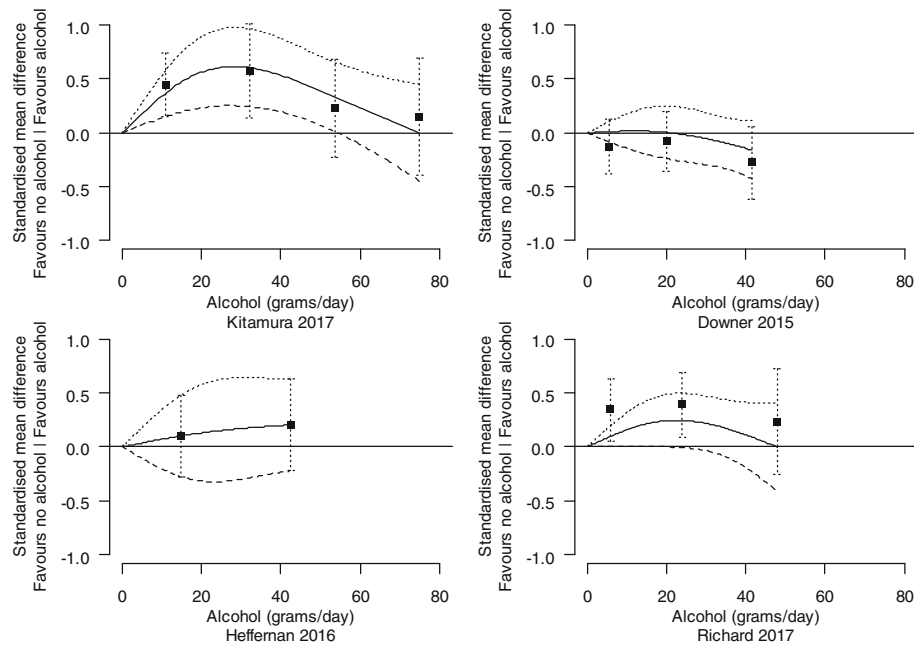 Standardised mean difference
Favours no alcohol | Favours alcohol
1.0
0.5
0.0
-0.5
-1.0
0 20 40 60 80
Alcohol (grams/day)
Kitamura 2017
Standardised mean difference
Favours no alcohol | Favours alcohol
1.0
0.5
0.0
-0.5
-1.0
0 20 40 60 80
Alcohol (grams/day)
Downer 2015
Standardised mean difference
Favours no alcohol | Favours alcohol
1.0
0.5
0.0
-0.5
-1.0
0 20 40 60 80
Alcohol (grams/day)
Heffernan 2016
Standardised mean difference
Favours no alcohol | Favours alcohol
1.0
0.5
0.0
-0.5
-1.0
0 20 40 60 80
Alcohol (grams/day)
Richard 2017